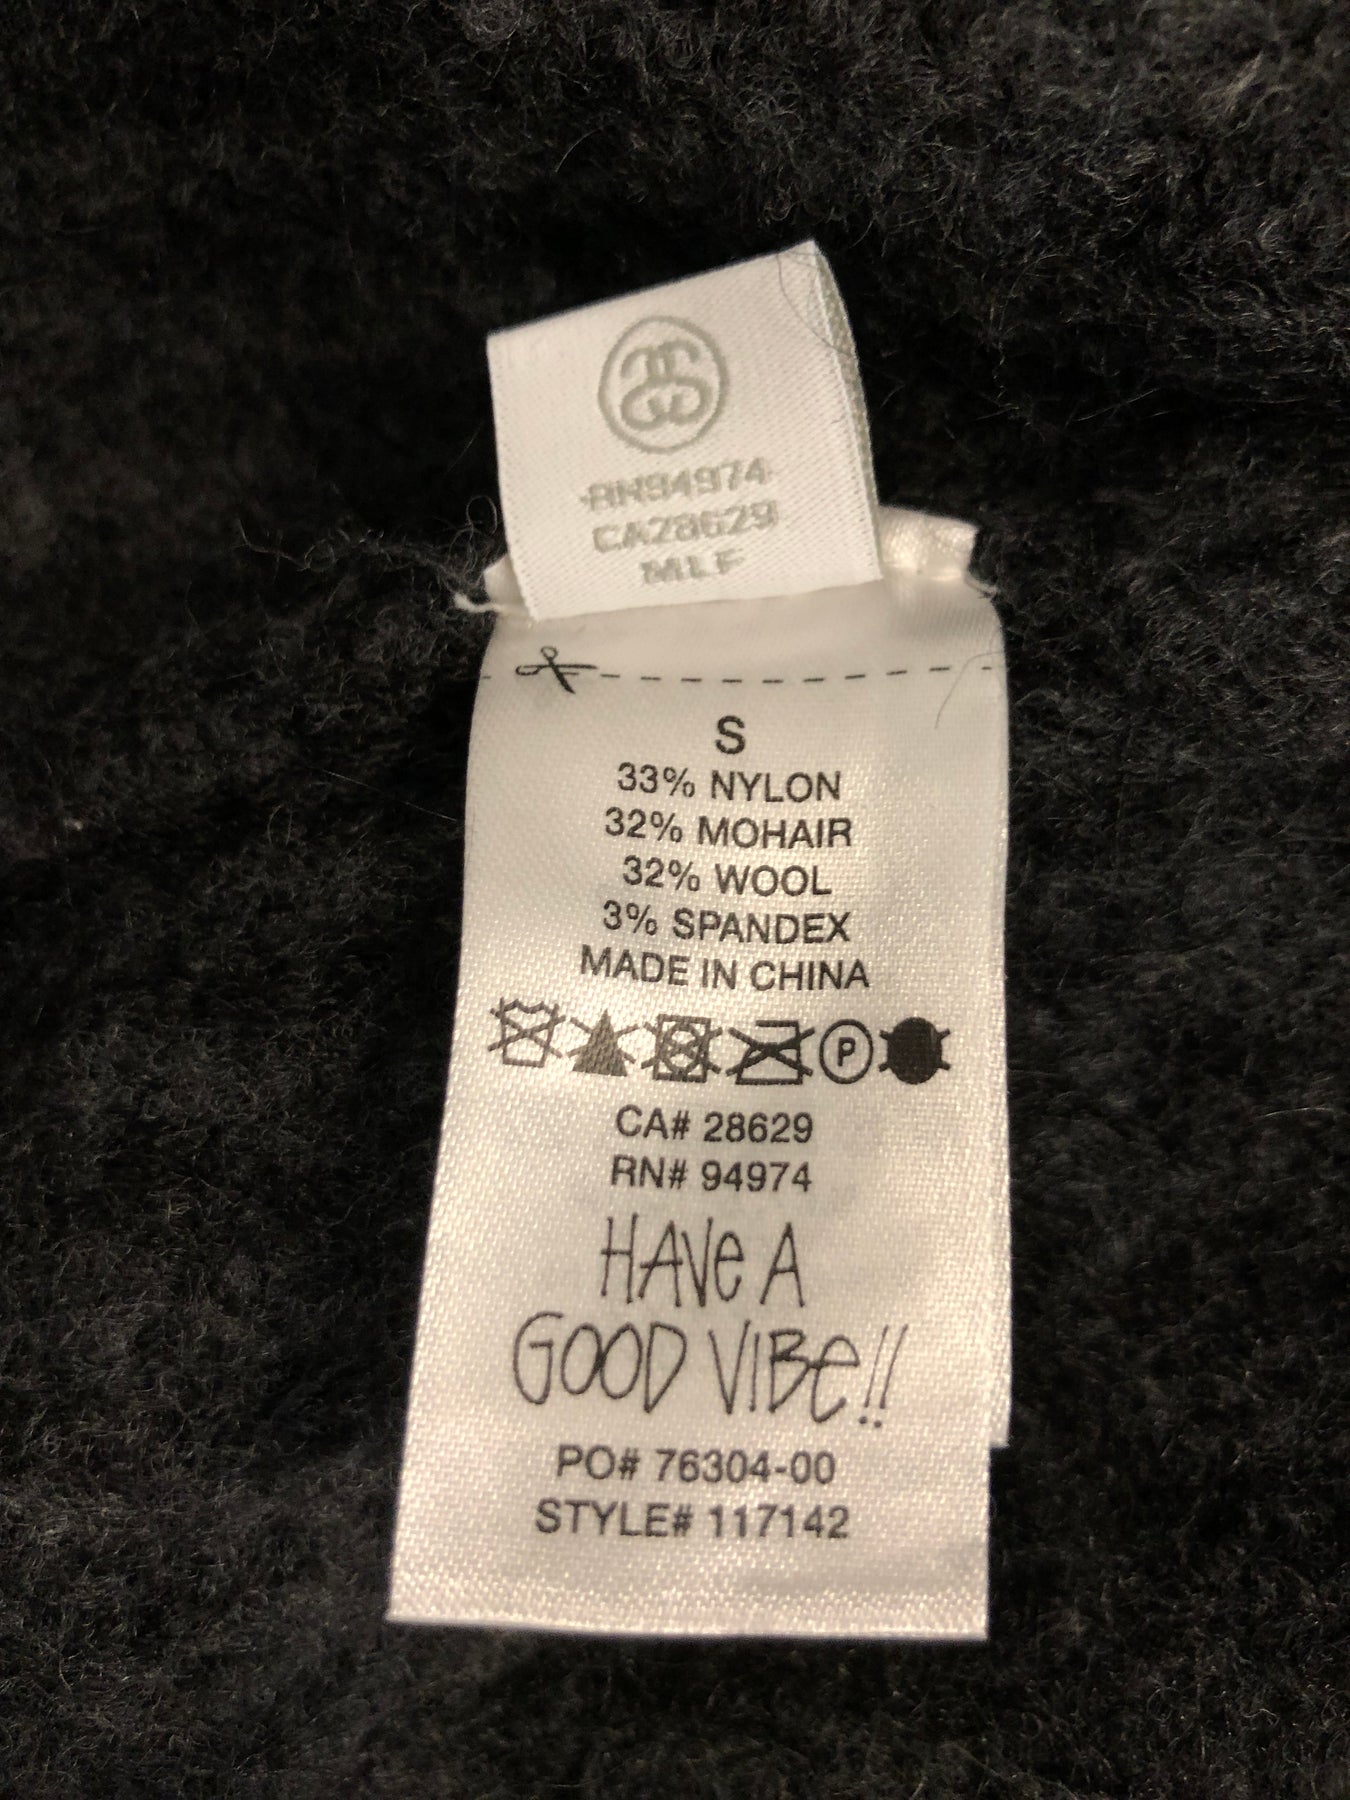 RN94974
CA28629
MLF
S
33% NYLON
32% MOHAIR
32% WOOL
3% SPANDEX
MADE IN CHINA
P
CA# 28629
RN# 94974
HAVe A
GOOD VIBe!!
PO# 76304-00
STYLE# 117142